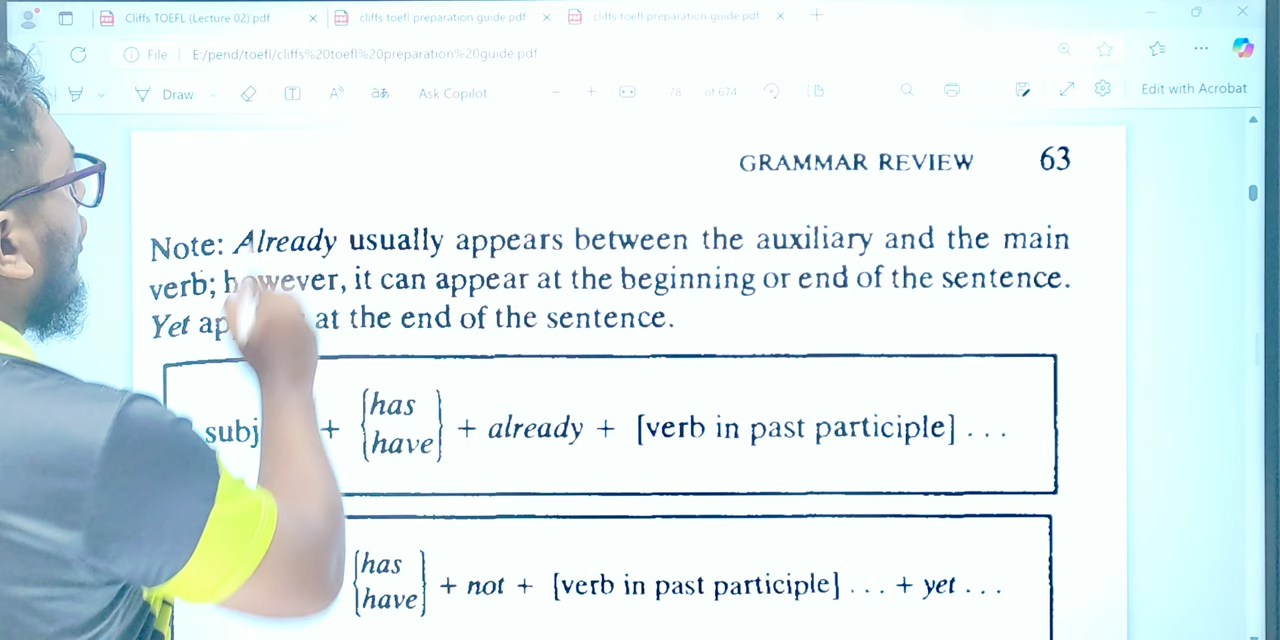 Cliffs TOEFL (Lecture 02).pdf
cliffs toefl preparation guide.pdf
cliffs toefl preparation guide.pdf
File E:/pend/toefl/cliffs%20toefl%20preparation%20guide.pdf
Draw
Ask Copilot
78 of 674
Edit with Acrobat
GRAMMAR REVIEW 63
Note: Already usually appears between the auxiliary and the main
verb; however, it can appear at the beginning or end of the sentence.
Yet at the end of the sentence.
has
+ + already + [verb in past participle] . . .
have
has
+ not + [verb in past participle] . . . + yet . . .
have